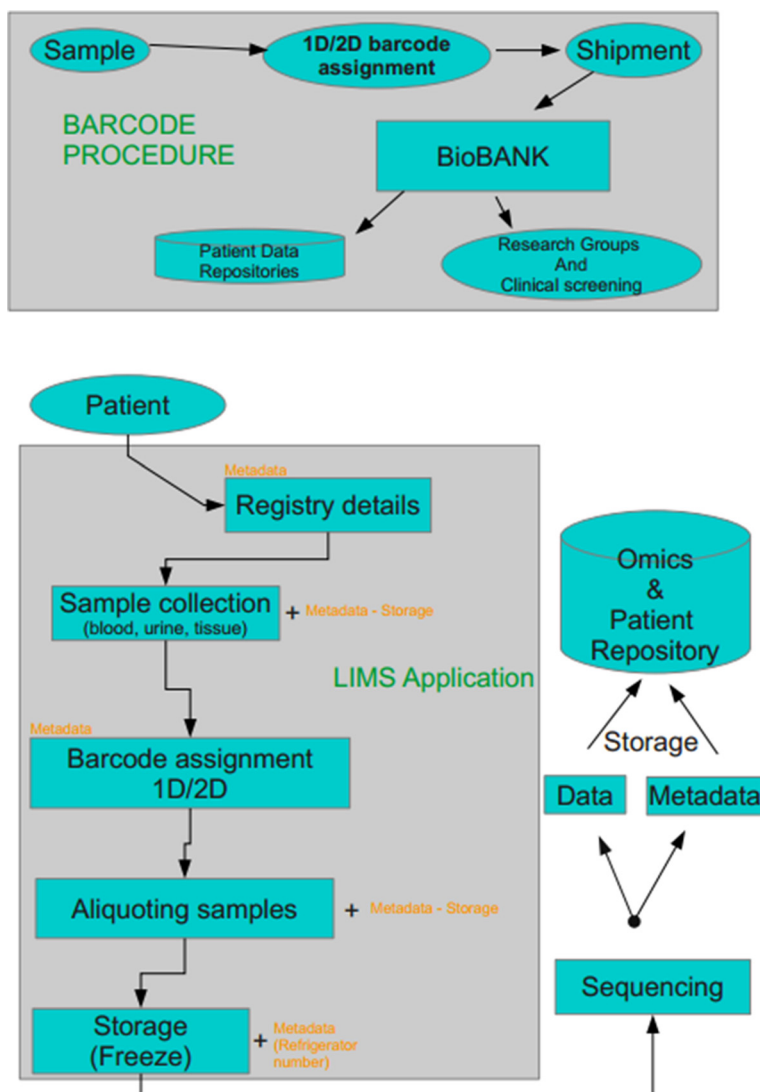 Sample
1D/2D barcode
assignment
Shipment
BARCODE
PROCEDURE
BioBANK
Patient Data
Repositories
Research Groups
And
Clinical screening
Patient
Metadata
Registry details
Sample collection
(blood, urine, tissue)
+ Metadata - Storage
LIMS Application
Metadata
Barcode assignment
1D/2D
Aliquoting samples
+ Metadata - Storage
Storage
(Freeze)
+ Metadata
(Refrigerator
number)
Omics
&
Patient
Repository
Storage
Data
Metadata
Sequencing